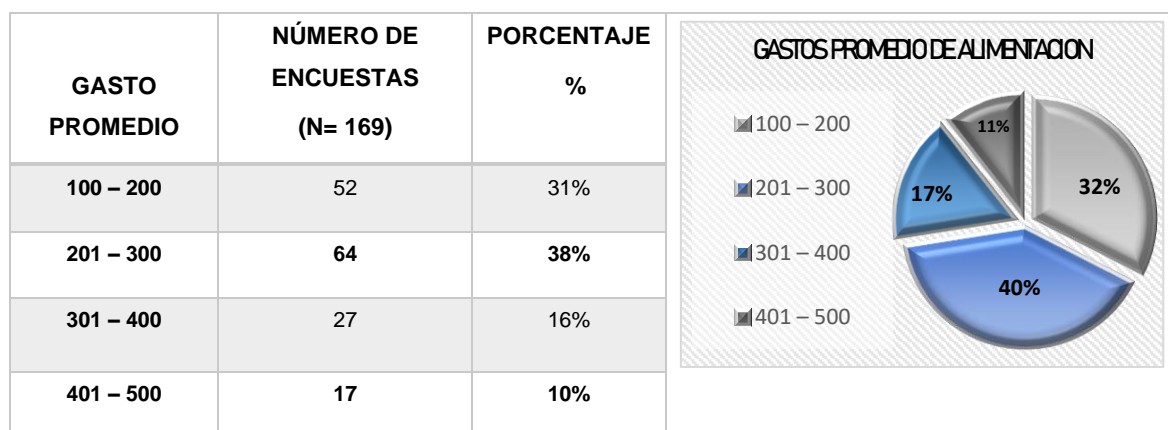 GASTO PROMEDIO NÚMERO DE ENCUESTAS (N= 169) PORCENTAJE %
100 – 200 52 31%
201 – 300 64 38%
301 – 400 27 16%
401 – 500 17 10%
GASTOS PROMEDIO DE ALIMENTACION
100 – 200
201 – 300
301 – 400
401 – 500
11%
32%
17%
40%